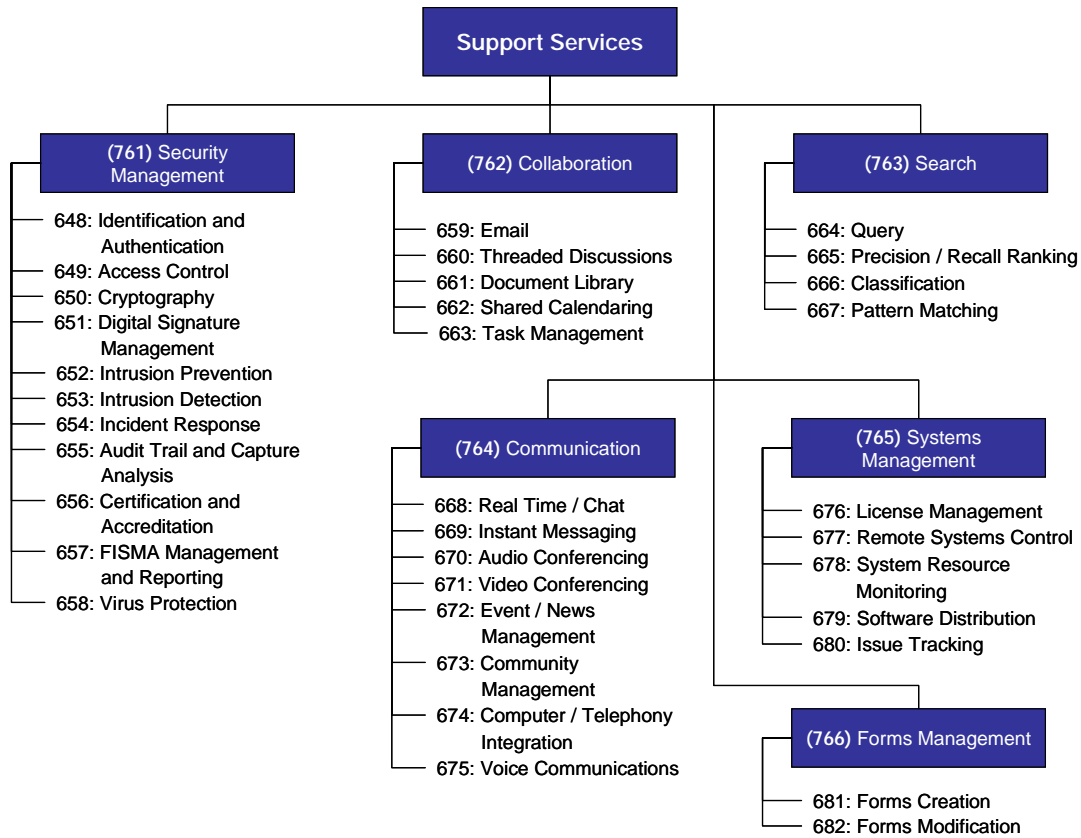 Support Services
(761) Security
Management
648: Identification and
Authentication
649: Access Control
650: Cryptography
651: Digital Signature
Management
652: Intrusion Prevention
653: Intrusion Detection
654: Incident Response
655: Audit Trail and Capture
Analysis
656: Certification and
Accreditation
657: FISMA Management
and Reporting
658: Virus Protection
(762) Collaboration
659: Email
660: Threaded Discussions
661: Document Library
662: Shared Calendaring
663: Task Management
(763) Search
664: Query
665: Precision / Recall Ranking
666: Classification
667: Pattern Matching
(764) Communication
668: Real Time / Chat
669: Instant Messaging
670: Audio Conferencing
671: Video Conferencing
672: Event / News
Management
673: Community
Management
674: Computer / Telephony
Integration
675: Voice Communications
(765) Systems
Management
676: License Management
677: Remote Systems Control
678: System Resource
Monitoring
679: Software Distribution
680: Issue Tracking
(766) Forms Management
681: Forms Creation
682: Forms Modification